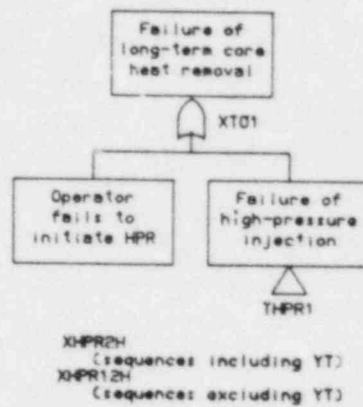 Failure of
long-term core
heat removal
XT01
Operator
fails to
initiate HPR
Failure of
high-pressure
injection
THPR1
XHPR2H
(sequences including YT)
XHPR12H
(sequences excluding YT)